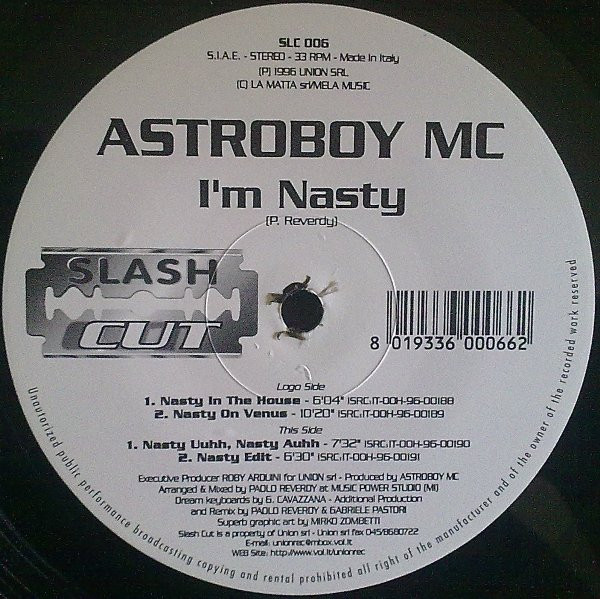 SLC 006
S.I.A.E. - STEREO - 33 RPM - Made In Italy
(P) 1996 UNION SRL
(C) LA MATTA srl/MELA MUSIC
ASTROBOY MC
I'm Nasty
(P. Reverdy)
SLASH
CUT
8 019336 000662
Logo Side
1. Nasty In The House - 6'04" ISRC:IT-OOH-96-00188
2. Nasty On Venus - 10'20" ISRC:IT-OOH-96-00189
This Side
1. Nasty Uuhh, Nasty Auhh - 7'32" ISRC:IT-OOH-96-00190
2. Nasty Edit - 6'30" ISRC:IT-OOH-96-00191
Executive Producer ROBY ARDUINI for UNION srl - Produced by ASTROBOY MC
Arranged & Mixed by PAOLO REVERDY at MUSIC POWER STUDIO (MI)
Dream keyboards by G. CAVAZZANA - Additional Production
and Remix by PAOLO REVERDY & GABRIELE PASTORI
Superb graphic art by MIRKO ZOMBETTI
Slash Cut is a property of Union srl - Union srl fax 045/8680722
E-mail: unionrec@mbox.vol.it
WEB Site: http://www.vol.it/unionrec
Unautorized public performance broadcasting copying and rental prohibited all right of the manufacturer and of the owner of the recorded work reserved